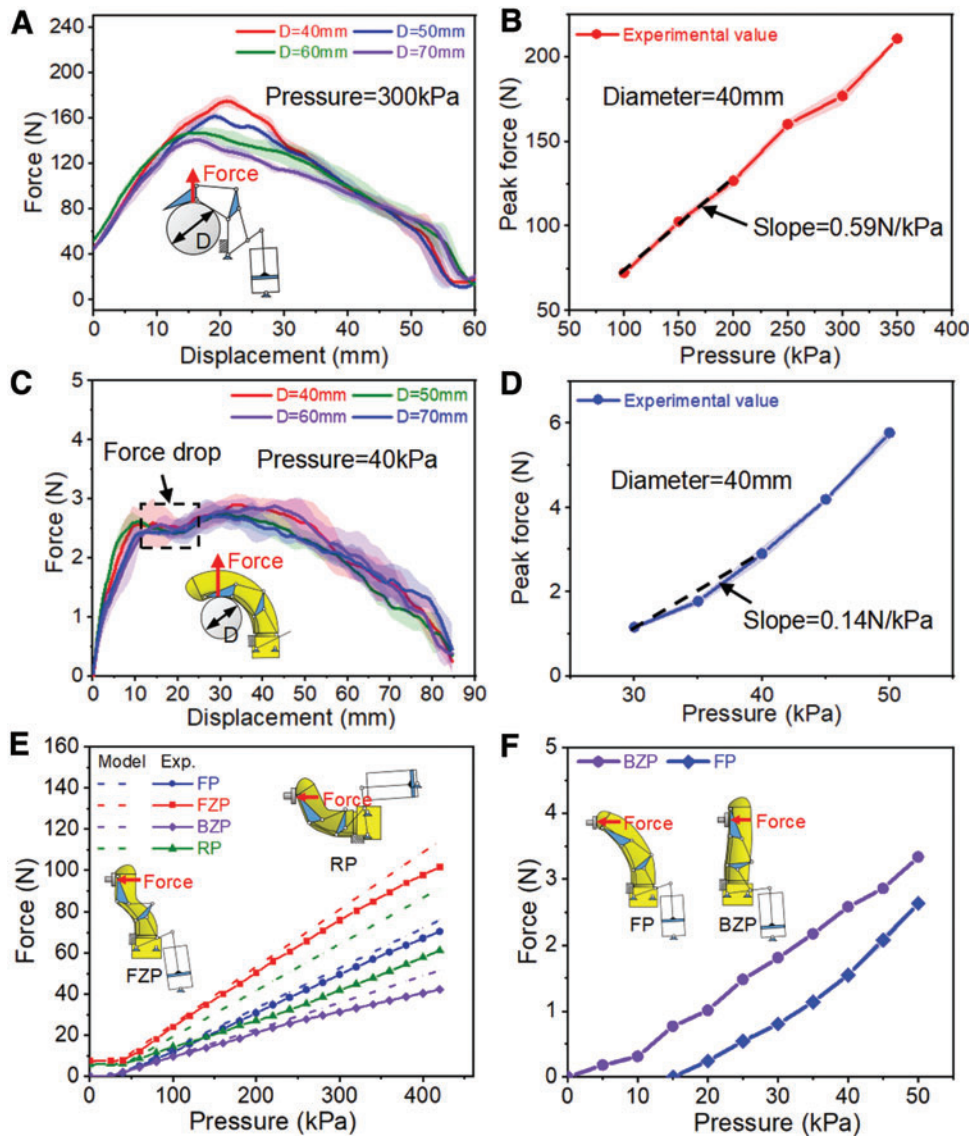 A
D=40mm D=50mm
D=60mm D=70mm
Pressure=300kPa
Force
D
Force (N)
240
200
160
120
80
40
0
0 10 20 30 40 50 60
Displacement (mm)
B
Experimental value
Diameter=40mm
Slope=0.59N/kPa
Peak force (N)
200
150
100
50
50 100 150 200 250 300 350 400
Pressure (kPa)
C
D=40mm D=50mm
D=60mm D=70mm
Force drop
Pressure=40kPa
Force
D
Force (N)
5
4
3
2
1
0
0 10 20 30 40 50 60 70 80 90
Displacement (mm)
D
Experimental value
Diameter=40mm
Slope=0.14N/kPa
Peak force (N)
6
4
2
0
30 40 50
Pressure (kPa)
E
Model Exp.
FP
FZP
BZP
RP
Force
RP
Force
FZP
Force (N)
160
140
120
100
80
60
40
20
0
0 100 200 300 400
Pressure (kPa)
F
BZP FP
Force Force
FP BZP
Force (N)
5
4
3
2
1
0
0 10 20 30 40 50
Pressure (kPa)